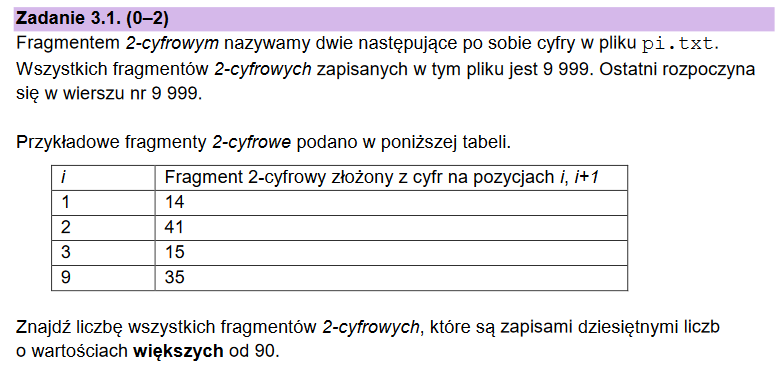 Zadanie 3.1. (0–2)
Fragmentem 2-cyfrowym nazywamy dwie następujące po sobie cyfry w pliku pi.txt.
Wszystkich fragmentów 2-cyfrowych zapisanych w tym pliku jest 9 999. Ostatni rozpoczyna
się w wierszu nr 9 999.
Przykładowe fragmenty 2-cyfrowe podano w poniższej tabeli.
i Fragment 2-cyfrowy złożony z cyfr na pozycjach i, i+1
1 14
2 41
3 15
9 35
Znajdź liczbę wszystkich fragmentów 2-cyfrowych, które są zapisami dziesiętnymi liczb
o wartościach większych od 90.